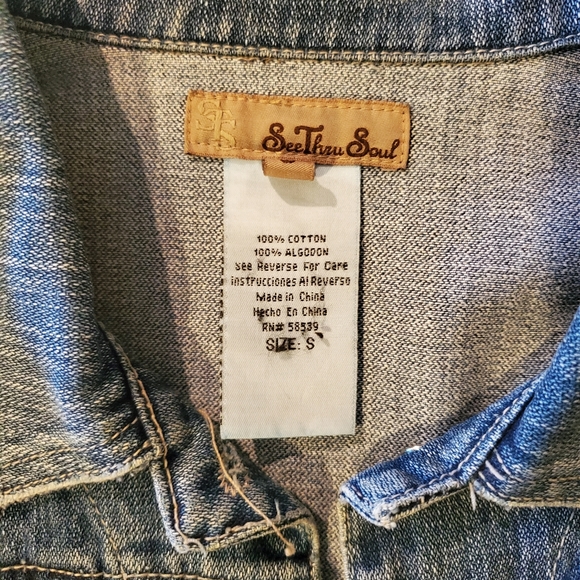 STS
SeeThru Soul
100% COTTON
100% ALGODON
See Reverse For Care
Instrucciones Al Reverso
Made in China
Hecho En China
RN# 58539
SIZE: S